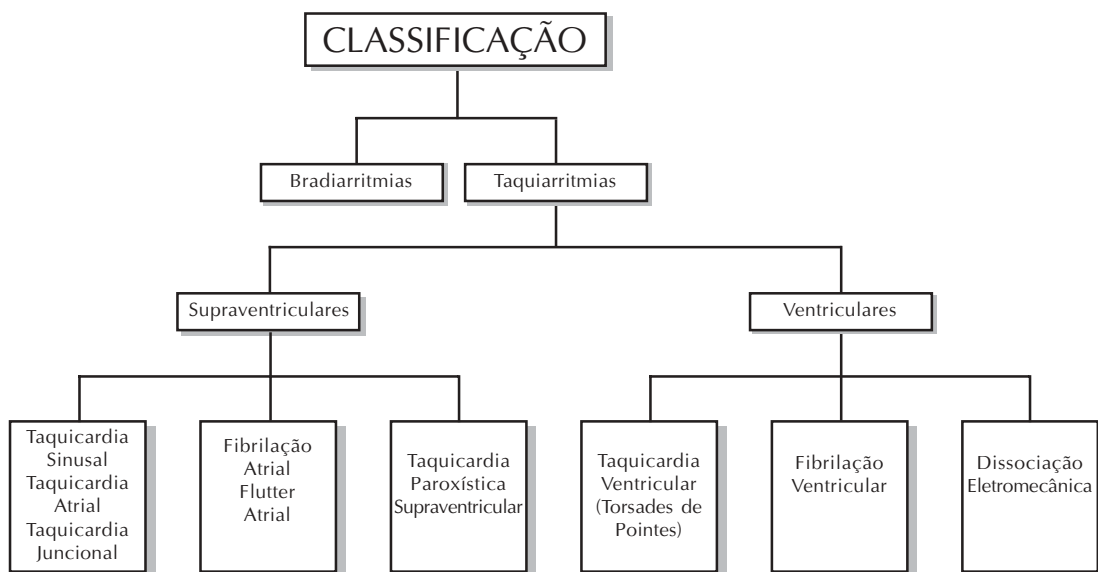 CLASSIFICAÇÃO
Bradiarritmias
Taquiarritmias
Supraventriculares
Ventriculares
Taquicardia
Sinusal
Taquicardia
Atrial
Taquicardia
Juncional
Fibrilação
Atrial
Flutter
Atrial
Taquicardia
Paroxística
Supraventricular
Taquicardia
Ventricular
(Torsades de
Pointes)
Fibrilação
Ventricular
Dissociação
Eletromecânica